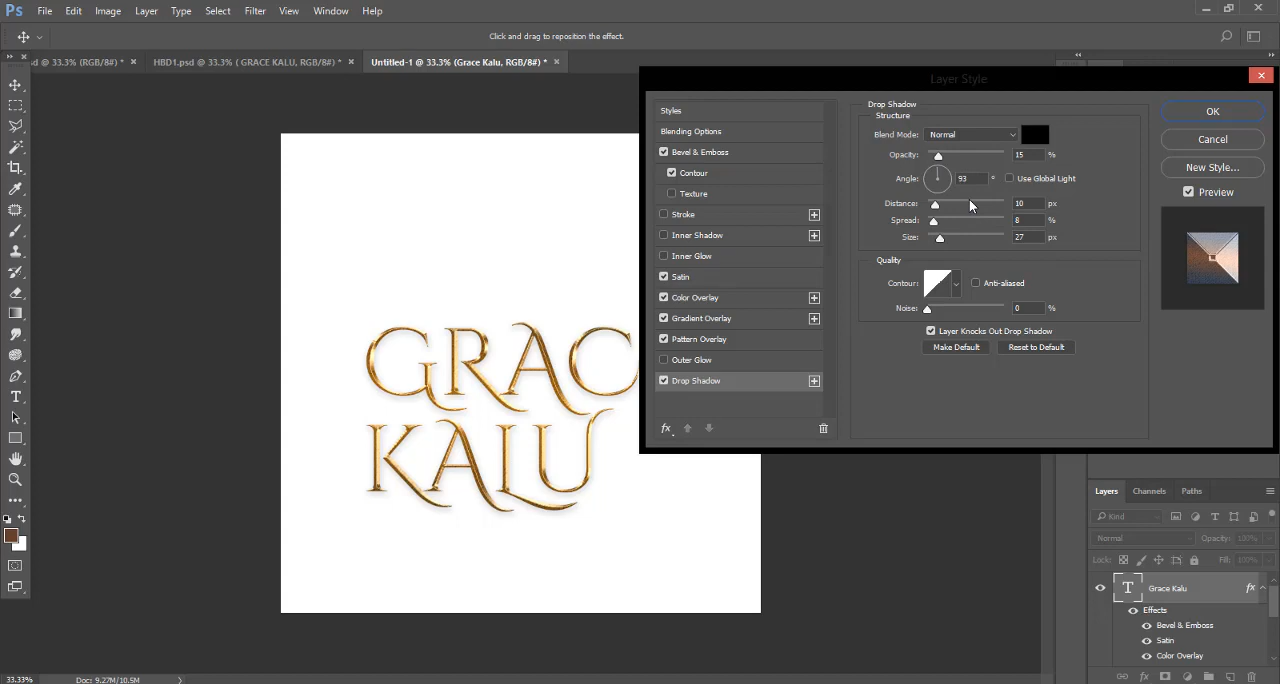 Ps File Edit Image Layer Type Select Filter View Window Help
Click and drag to reposition the effect.
sd @ 33.3% (RGB/8#) * HBD1.psd @ 33.3% ( GRACE KALU, RGB/8#) * Untitled-1 @ 33.3% (Grace Kalu, RGB/8#) *
Layer Style
Styles
Blending Options
Bevel & Emboss
Contour
Texture
Stroke
Inner Shadow
Inner Glow
Satin
Color Overlay
Gradient Overlay
Pattern Overlay
Outer Glow
Drop Shadow
fx
Drop Shadow
Structure
Blend Mode: Normal
Opacity: 15 %
Angle: 93 ° Use Global Light
Distance: 10 px
Spread: 8 %
Size: 27 px
Quality
Contour: Anti-aliased
Noise: 0 %
Layer Knocks Out Drop Shadow
Make Default Reset to Default
OK
Cancel
New Style...
Preview
GRAC
KALU
Layers Channels Paths
Kind
Normal Opacity: 100%
Lock: Fill: 100%
T Grace Kalu fx
Effects
Bevel & Emboss
Satin
Color Overlay
fx
33.33% Doc: 9.27M/10.5M